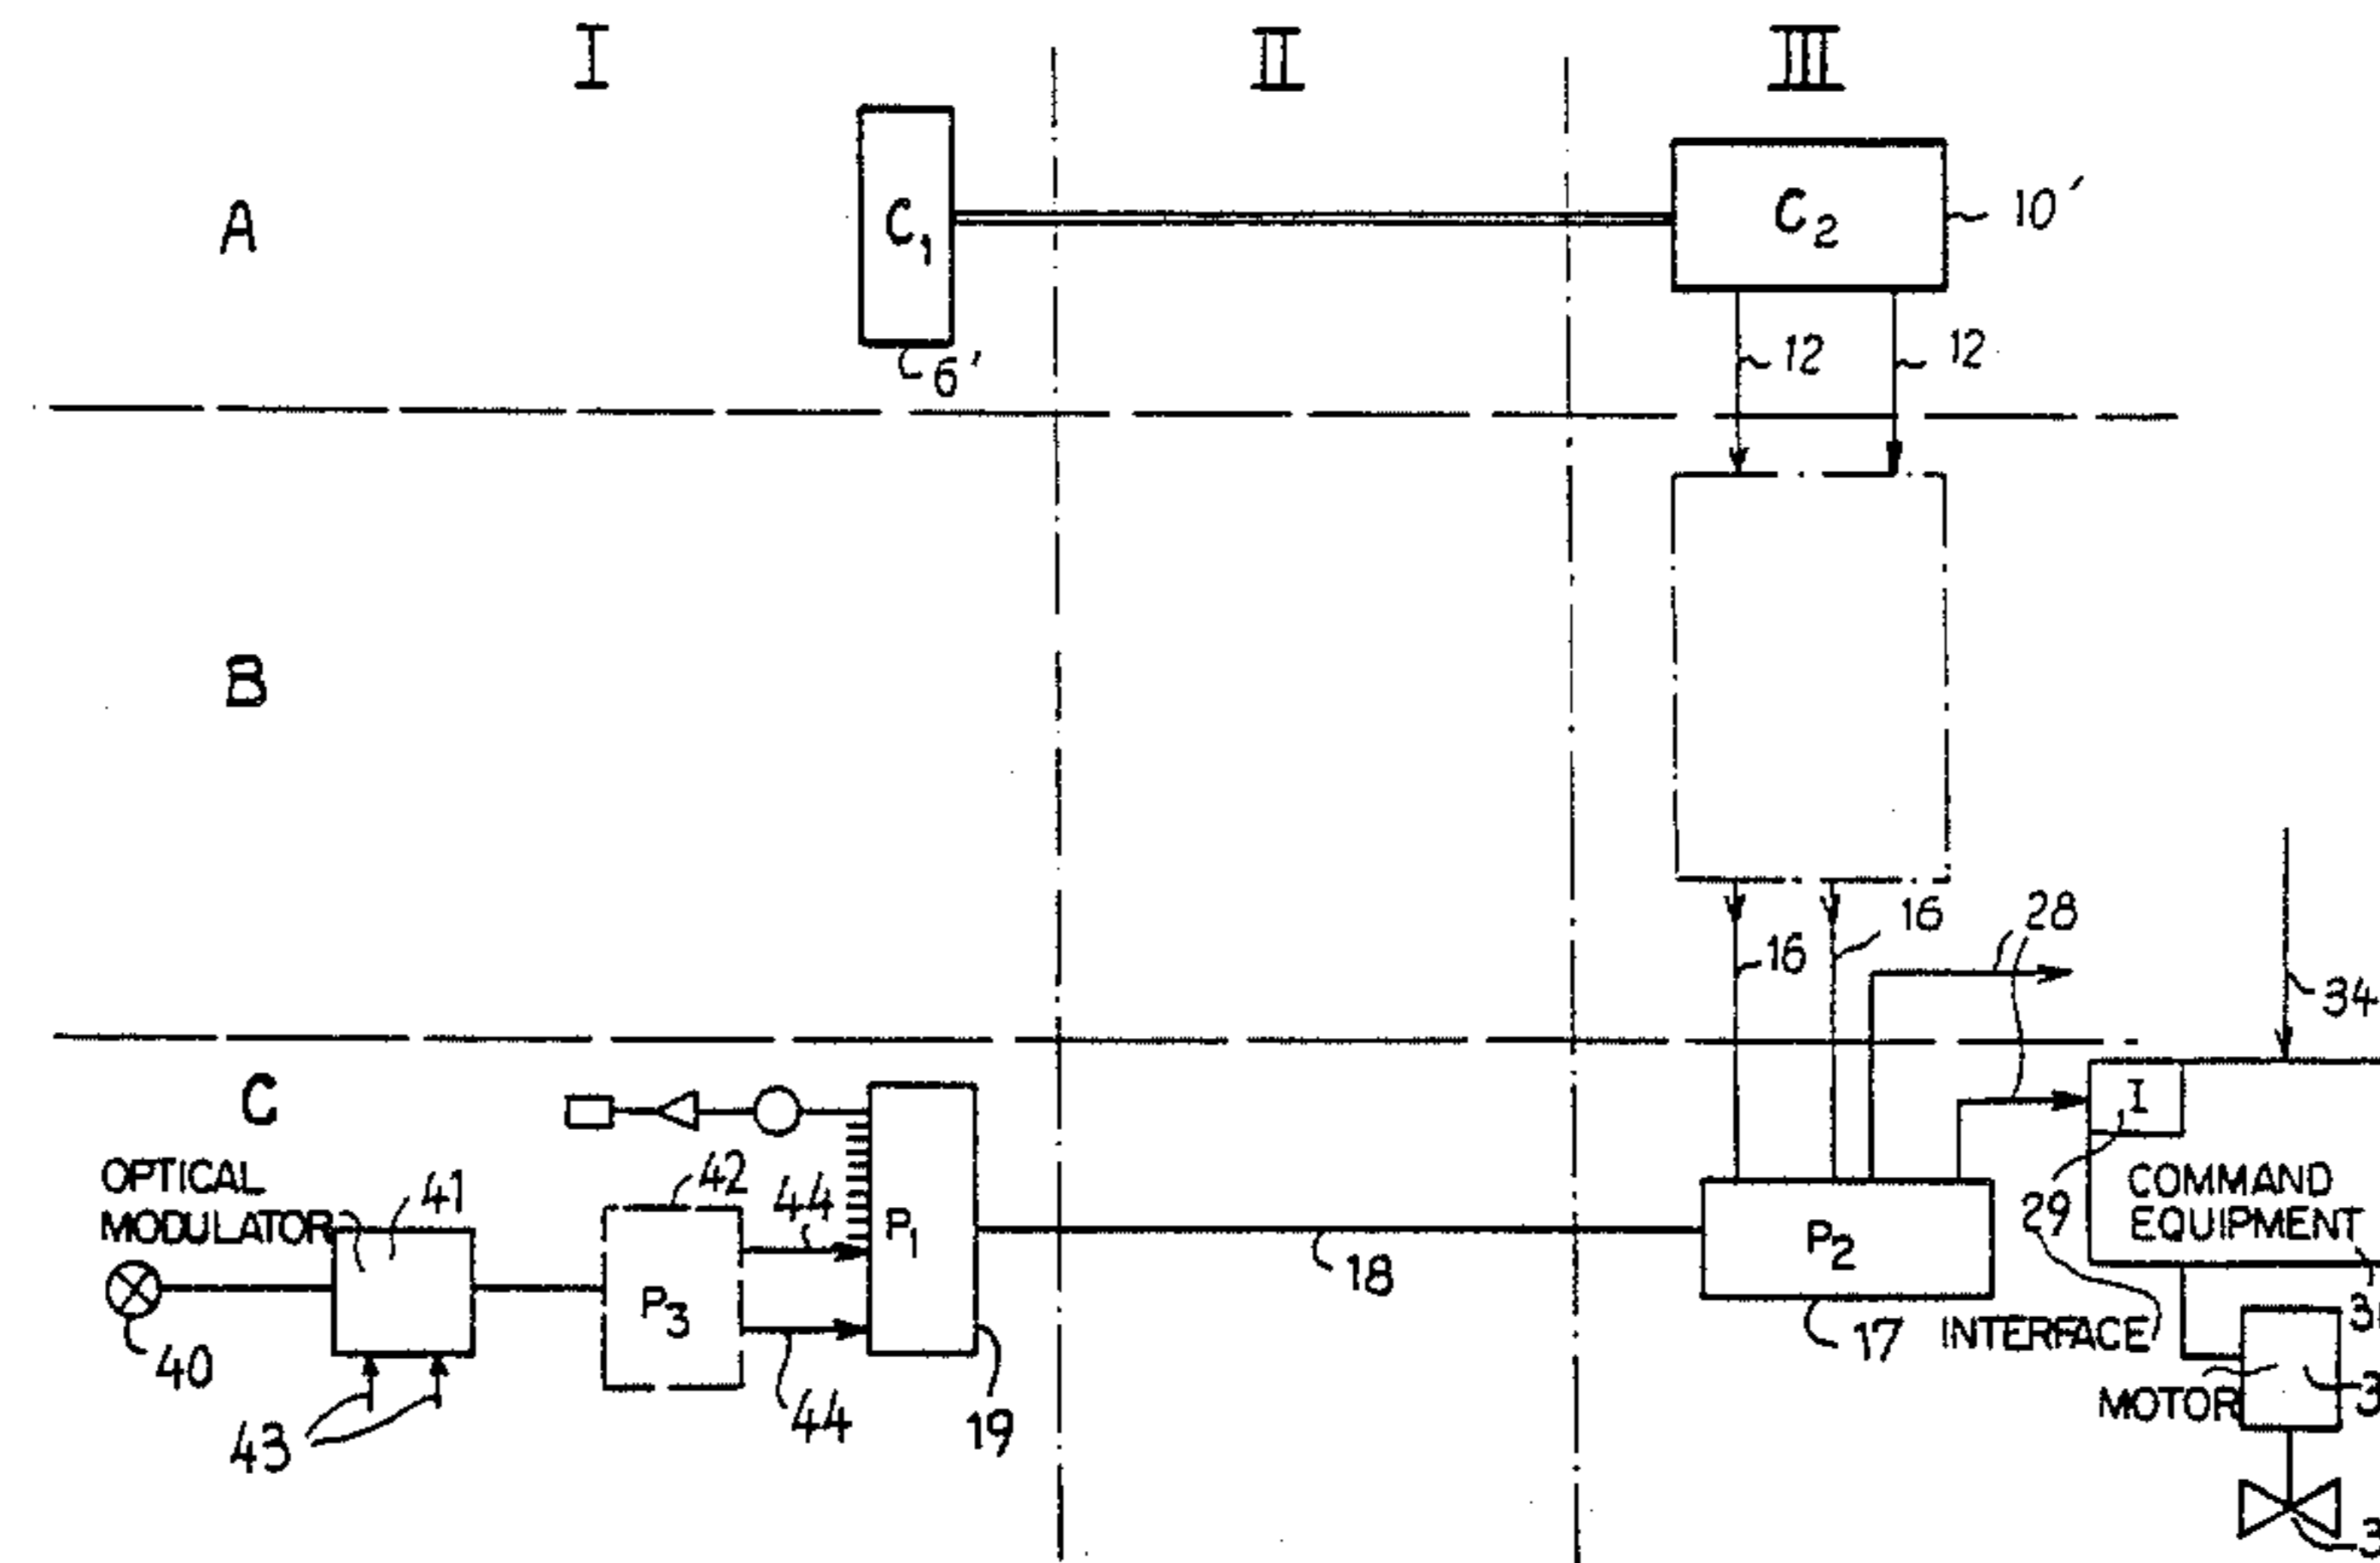 I II III
A
C1
C2
10'
6'
12 12
B
16 16 28
34
C
I
OPTICAL
MODULATOR
41
42
44
P1
COMMAND
EQUIPMENT
29
P2
P3
18
40
17
INTERFACE
43
44
19
MOTOR